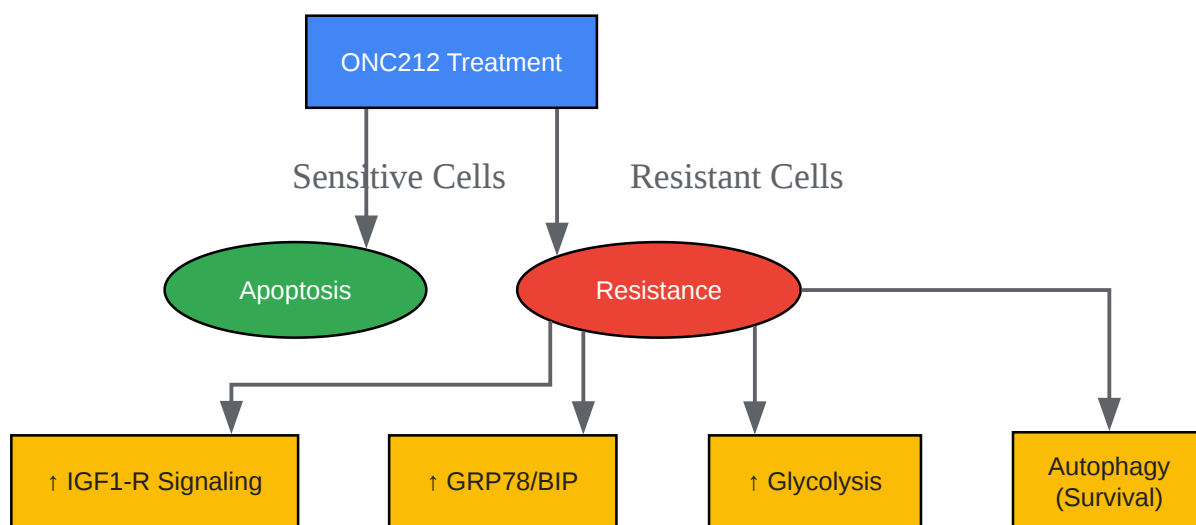 ONC212 Treatment
Sensitive Cells
Resistant Cells
Apoptosis
Resistance
↑ IGF1-R Signaling
↑ GRP78/BIP
↑ Glycolysis
Autophagy
(Survival)